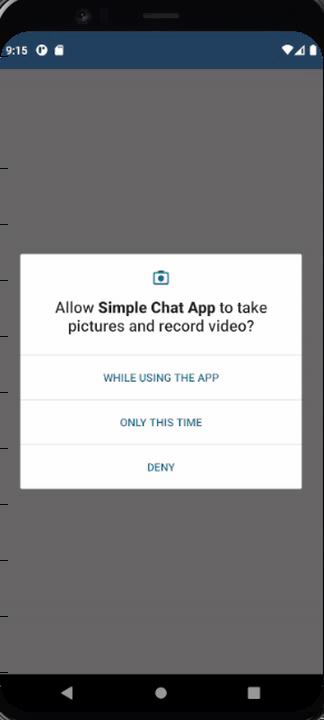 9:15
Allow Simple Chat App to take
pictures and record video?
WHILE USING THE APP
ONLY THIS TIME
DENY